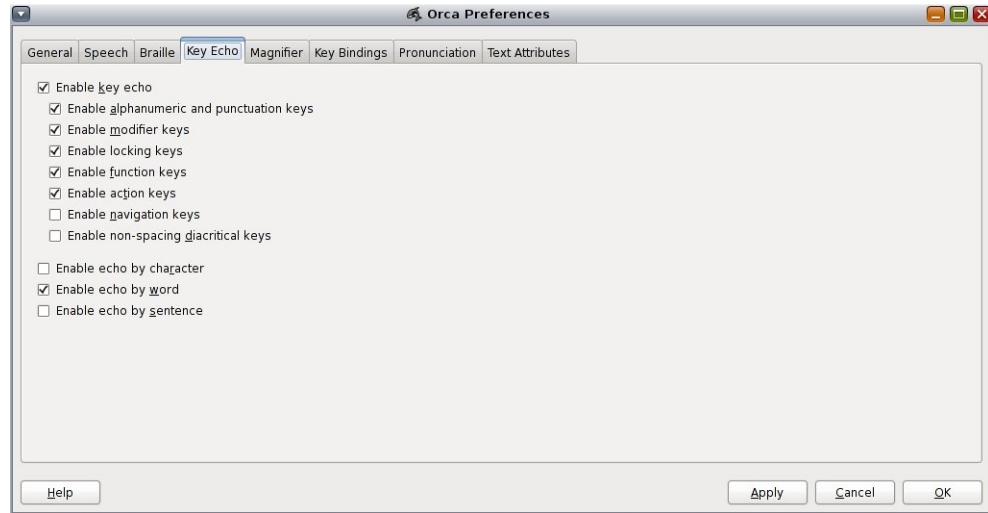 Orca Preferences
General Speech Braille Key Echo Magnifier Key Bindings Pronunciation Text Attributes
Enable key echo
Enable alphanumeric and punctuation keys
Enable modifier keys
Enable locking keys
Enable function keys
Enable action keys
Enable navigation keys
Enable non-spacing diacritical keys
Enable echo by character
Enable echo by word
Enable echo by sentence
Help Apply Cancel OK